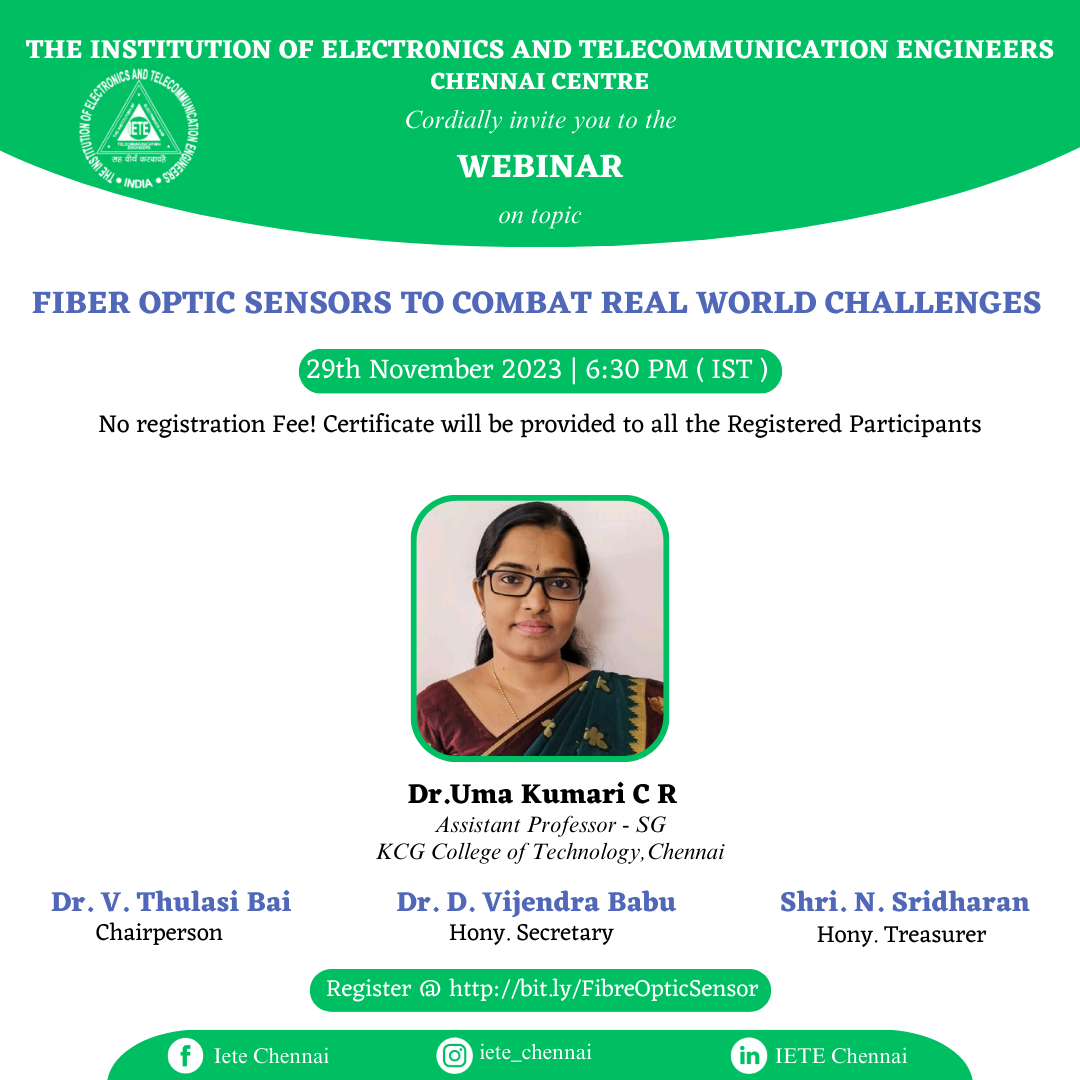 THE INSTITUTION OF ELECTR0NICS AND TELECOMMUNICATION ENGINEERS
CHENNAI CENTRE
THE INSTITUTION OF ELECTRONICS AND TELECOMMUNICATION ENGINEERS
IETE
सह वीर्यं करवावहै
• INDIA •
Cordially invite you to the
WEBINAR
on topic
FIBER OPTIC SENSORS TO COMBAT REAL WORLD CHALLENGES
29th November 2023 | 6:30 PM ( IST )
No registration Fee! Certificate will be provided to all the Registered Participants
Dr.Uma Kumari C R
Assistant Professor - SG
KCG College of Technology,Chennai
Dr. V. Thulasi Bai
Chairperson
Dr. D. Vijendra Babu
Hony. Secretary
Shri. N. Sridharan
Hony. Treasurer
Register @ http://bit.ly/FibreOpticSensor
Iete Chennai
iete_chennai
IETE Chennai